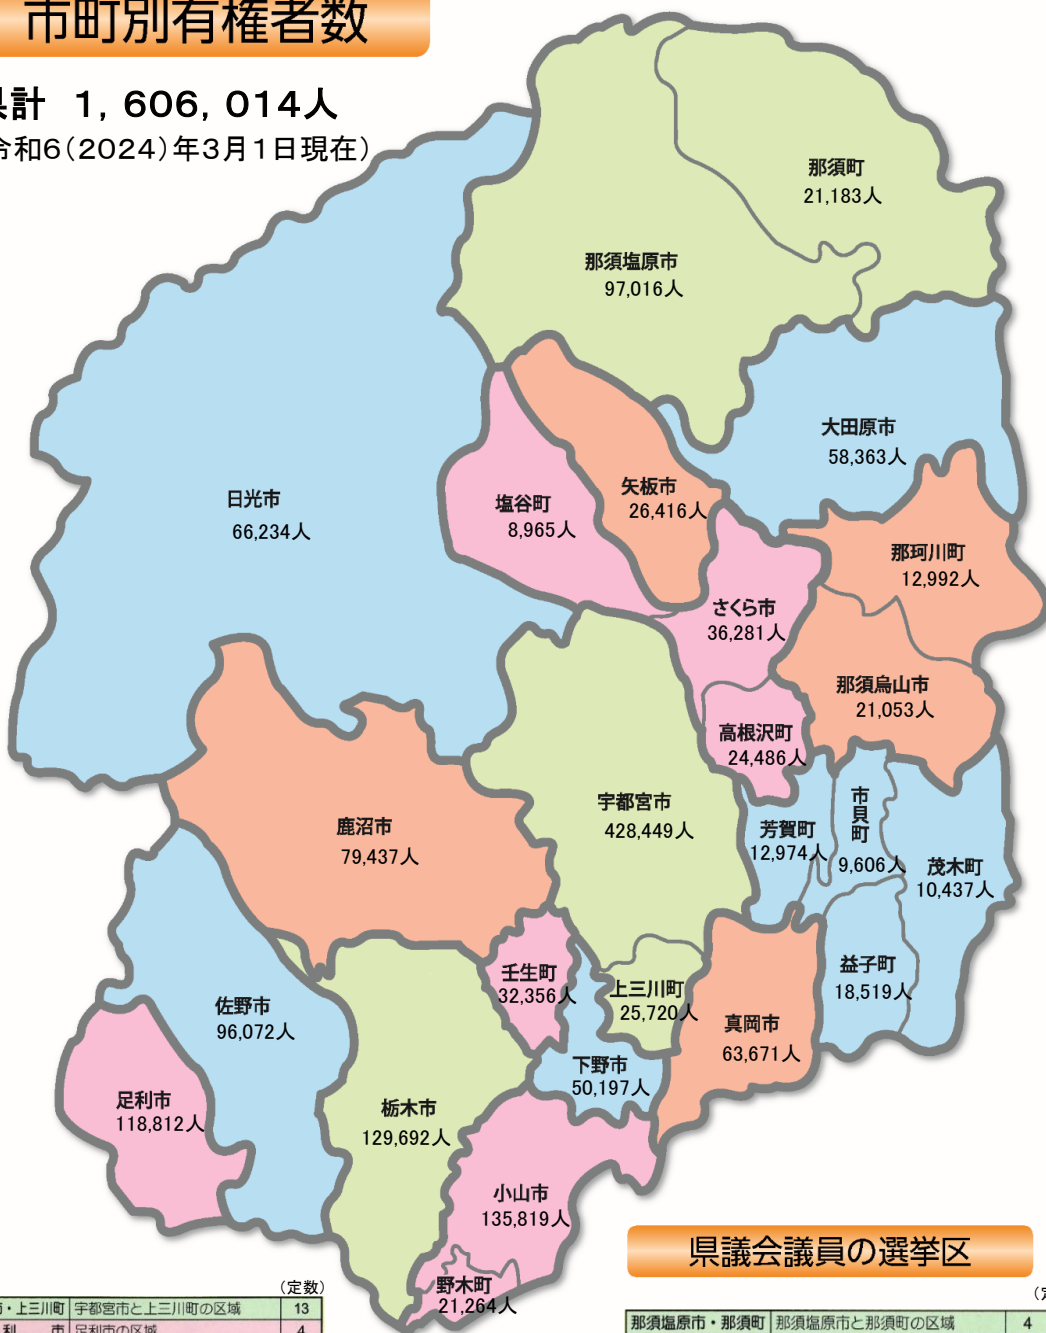 市町別有権者数
県計 1,606,014人
令和6(2024)年3月1日現在)
那須町
21,183人
那須塩原市
97,016人
大田原市
58,363人
矢板市
26,416人
塩谷町
8,965人
日光市
66,234人
那珂川町
12,992人
さくら市
36,281人
那須烏山市
21,053人
高根沢町
24,486人
宇都宮市
428,449人
鹿沼市
79,437人
芳賀町
12,974人
市貝町
9,606人
茂木町
10,437人
益子町
18,519人
壬生町
32,356人
上三川町
25,720人
真岡市
63,671人
佐野市
96,072人
下野市
50,197人
足利市
118,812人
栃木市
129,692人
小山市
135,819人
野木町
21,264人
県議会議員の選挙区
(定数)
市・上三川町 宇都宮市と上三川町の区域 13
利 市 足利市の区域 4
那須塩原市・那須町 那須塩原市と那須町の区域 4